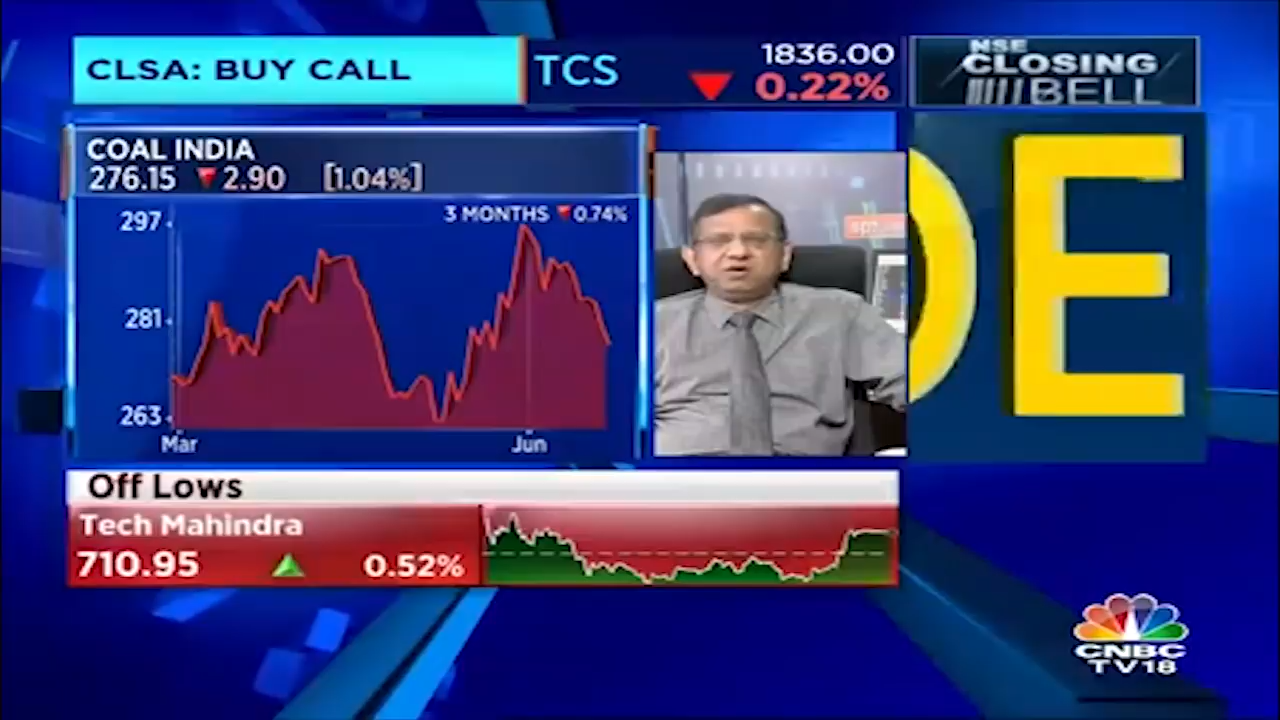 CLSA: BUY CALL
TCS
1836.00
0.22%
NSE
CLOSING
BELL
COAL INDIA
276.15 2.90 [1.04%]
3 MONTHS 0.74%
297
281
263
Mar Jun
DE
Off Lows
Tech Mahindra
710.95 0.52%
CNBC
TV18